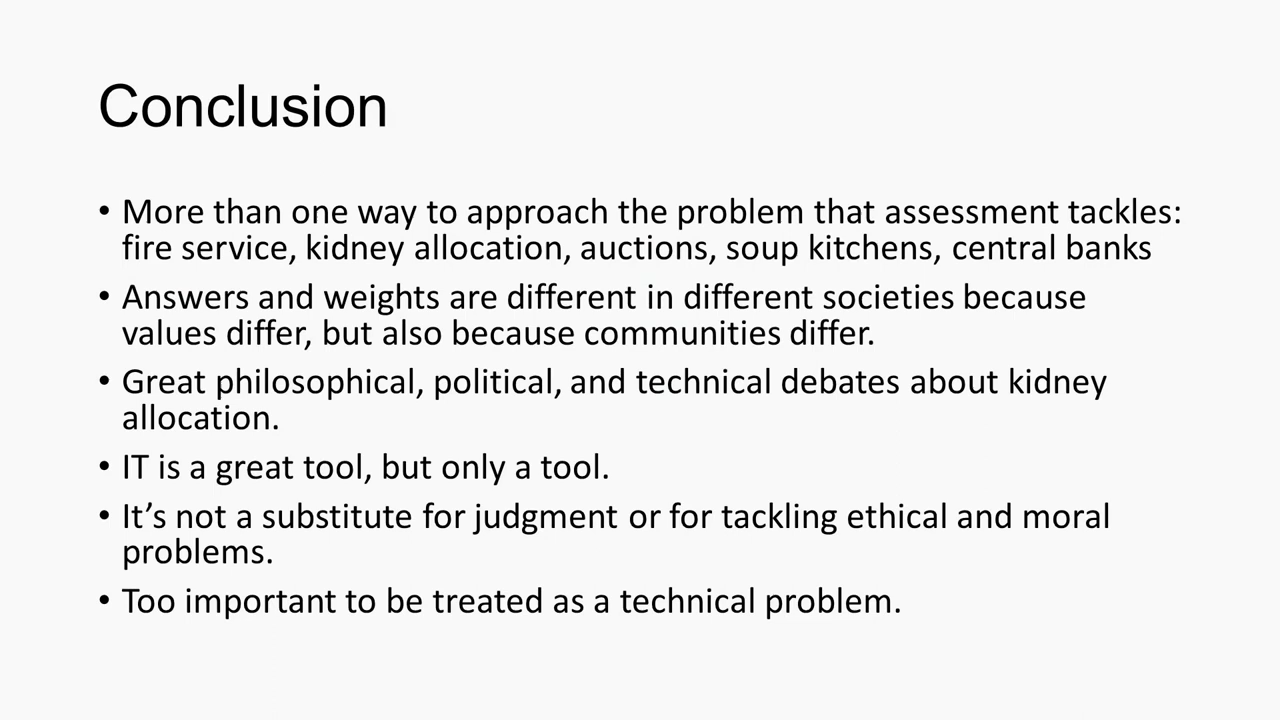 Conclusion
• More than one way to approach the problem that assessment tackles:
fire service, kidney allocation, auctions, soup kitchens, central banks
• Answers and weights are different in different societies because
values differ, but also because communities differ.
• Great philosophical, political, and technical debates about kidney
allocation.
• IT is a great tool, but only a tool.
• It’s not a substitute for judgment or for tackling ethical and moral
problems.
• Too important to be treated as a technical problem.